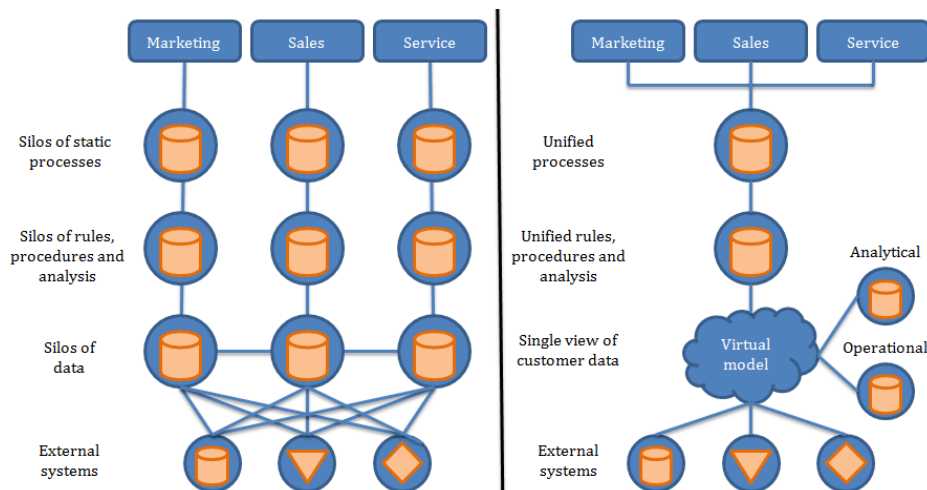 Marketing
Sales
Service
Silos of static
processes
Silos of rules,
procedures and
analysis
Silos of
data
External
systems
Marketing
Sales
Service
Unified
processes
Unified rules,
procedures and
analysis
Analytical
Single view of
customer data
Virtual
model
Operational
External
systems